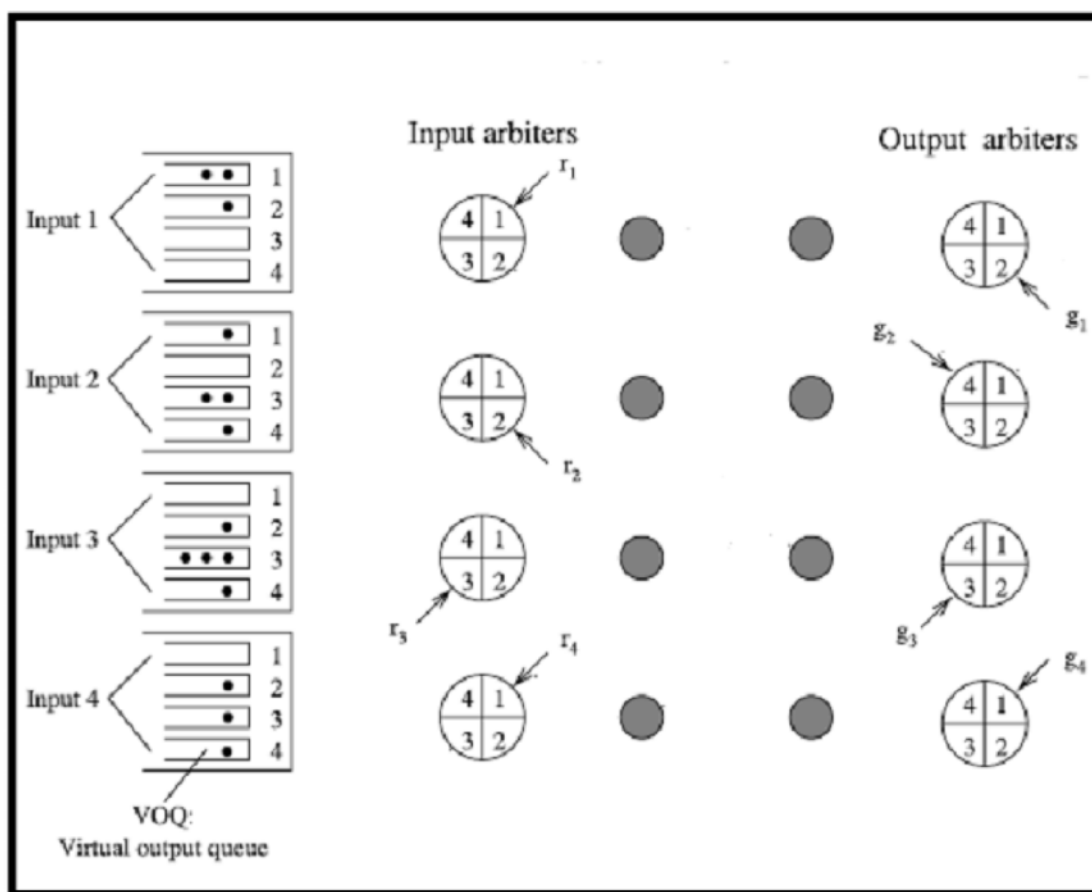 Input arbiters
Output arbiters
Input 1
1
2
3
4
r1
4 1
3 2
4 1
3 2
g1
Input 2
1
2
3
4
4 1
3 2
r2
g2
4 1
3 2
Input 3
1
2
3
4
4 1
3 2
r3
4 1
3 2
g3
Input 4
1
2
3
4
r4
4 1
3 2
g4
4 1
3 2
VOQ:
Virtual output queue